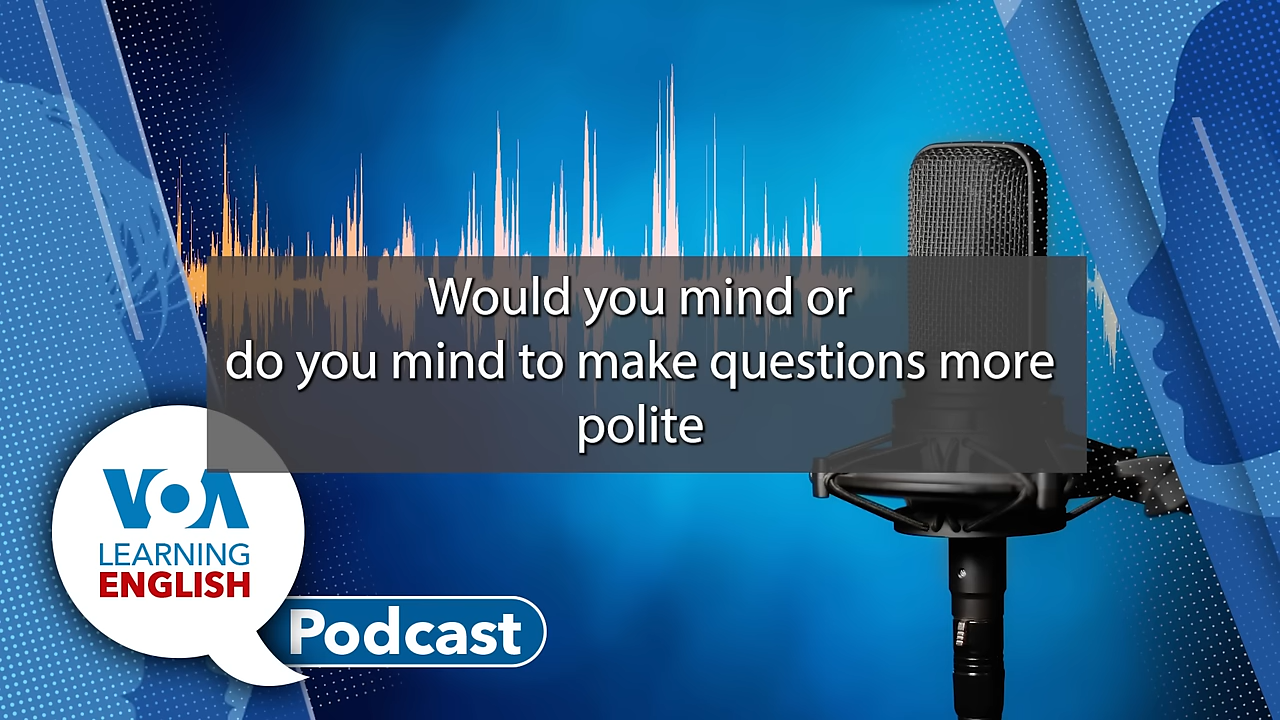 Would you mind or
do you mind to make questions more
polite
VOA
LEARNING
ENGLISH
Podcast